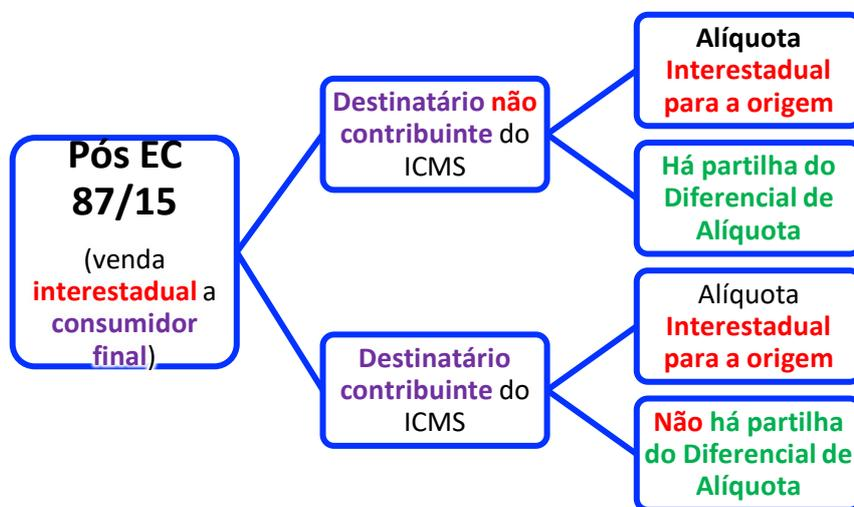 Pós EC
87/15
(venda
interestadual a
consumidor
final)
Destinatário não
contribuinte do
ICMS
Alíquota
Interestadual
para a origem
Há partilha do
Diferencial de
Alíquota
Destinatário
contribuinte do
ICMS
Alíquota
Interestadual
para a origem
Não há partilha
do Diferencial de
Alíquota